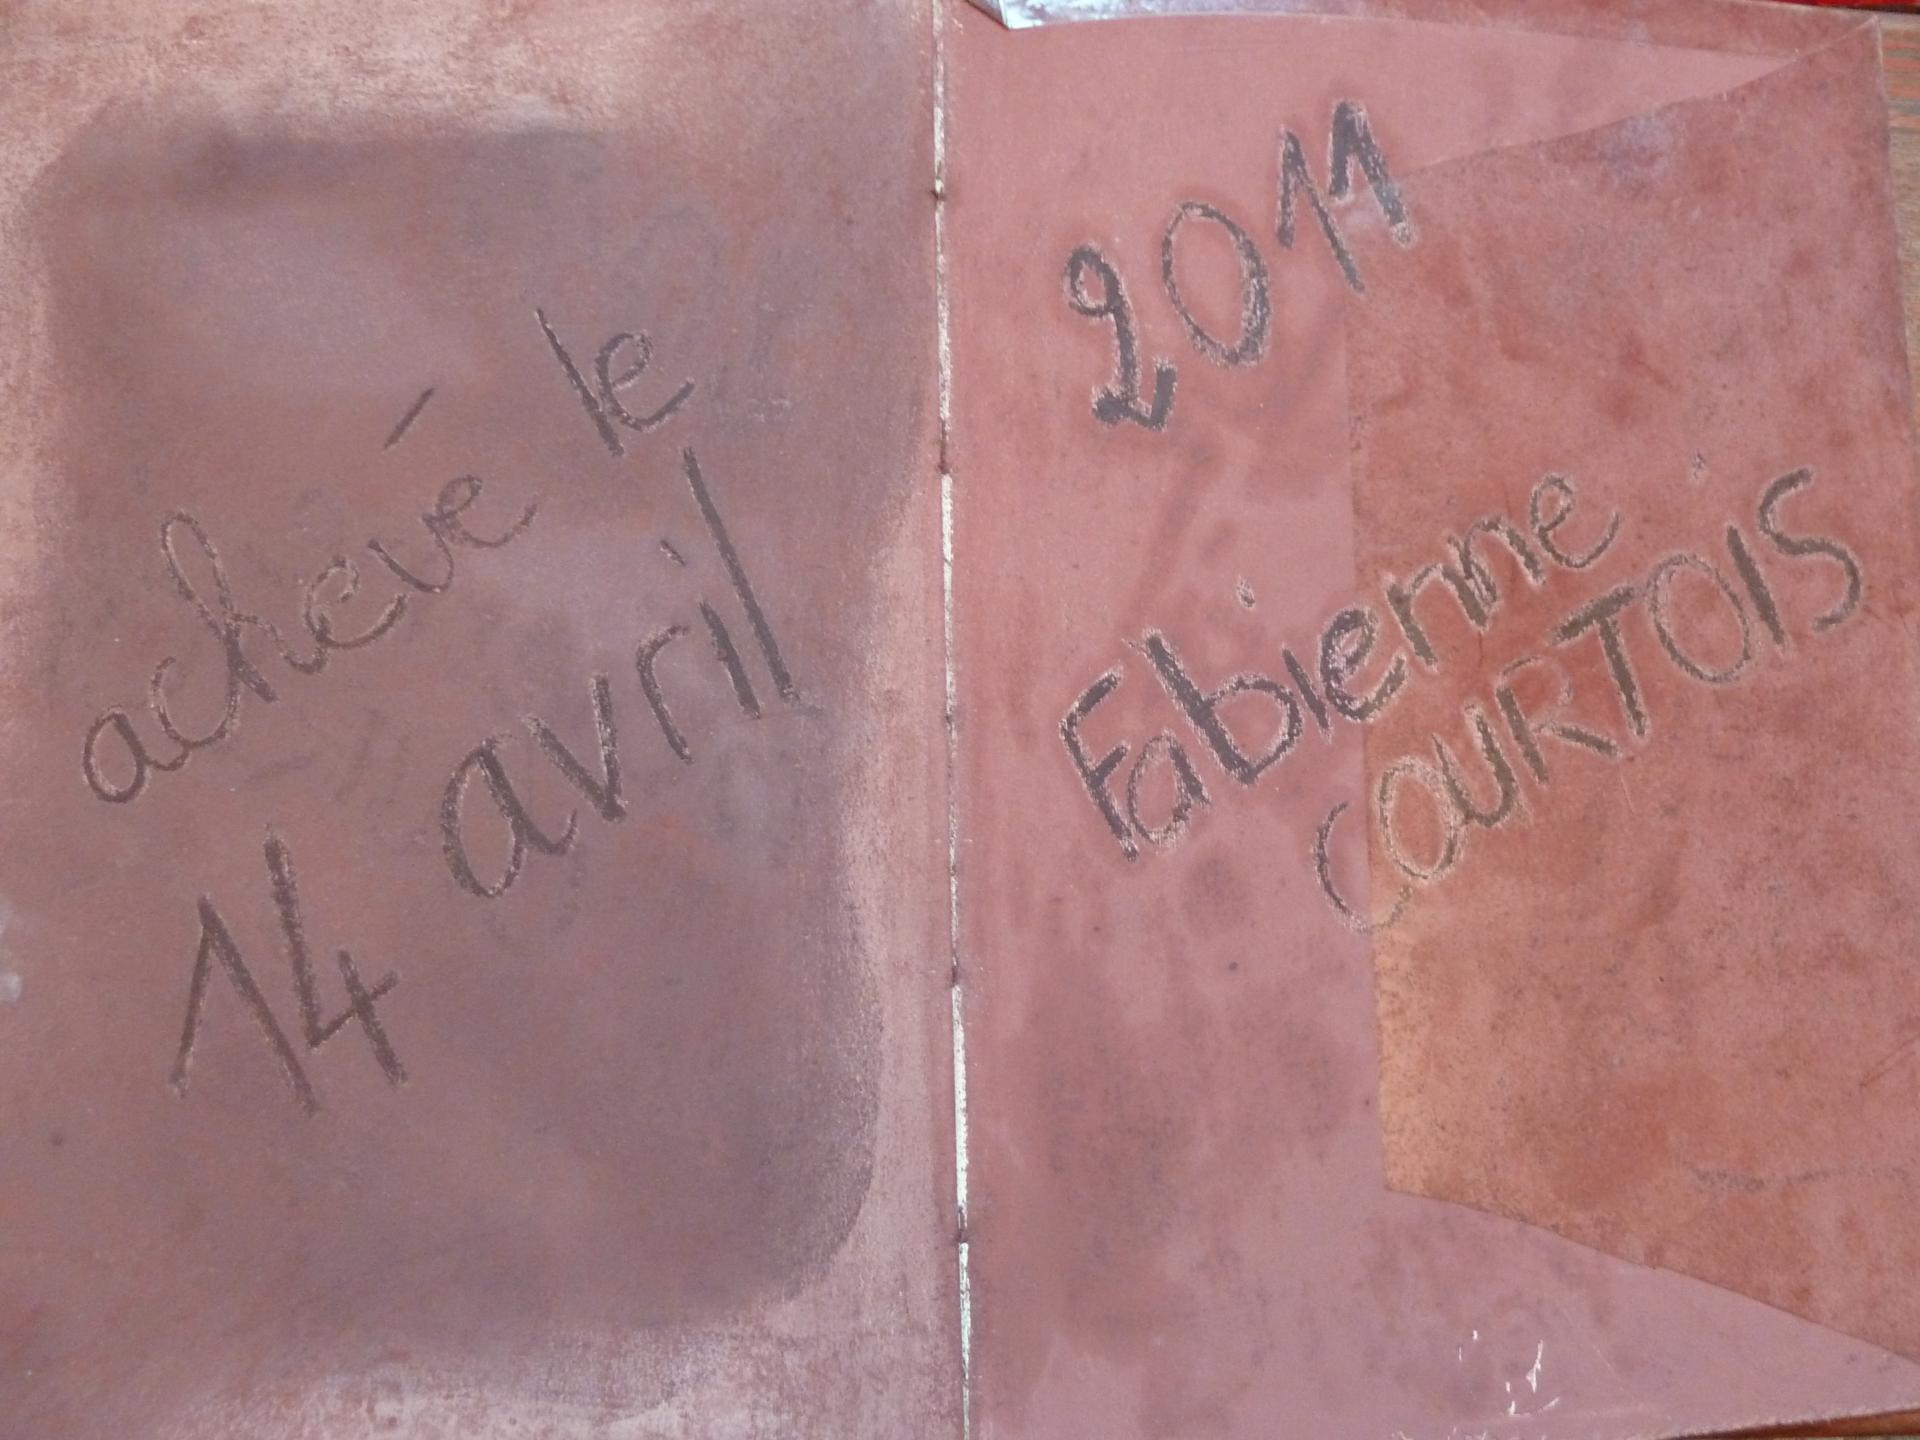 achevé le
14 avril
2011
Fabienne
COURTOIS